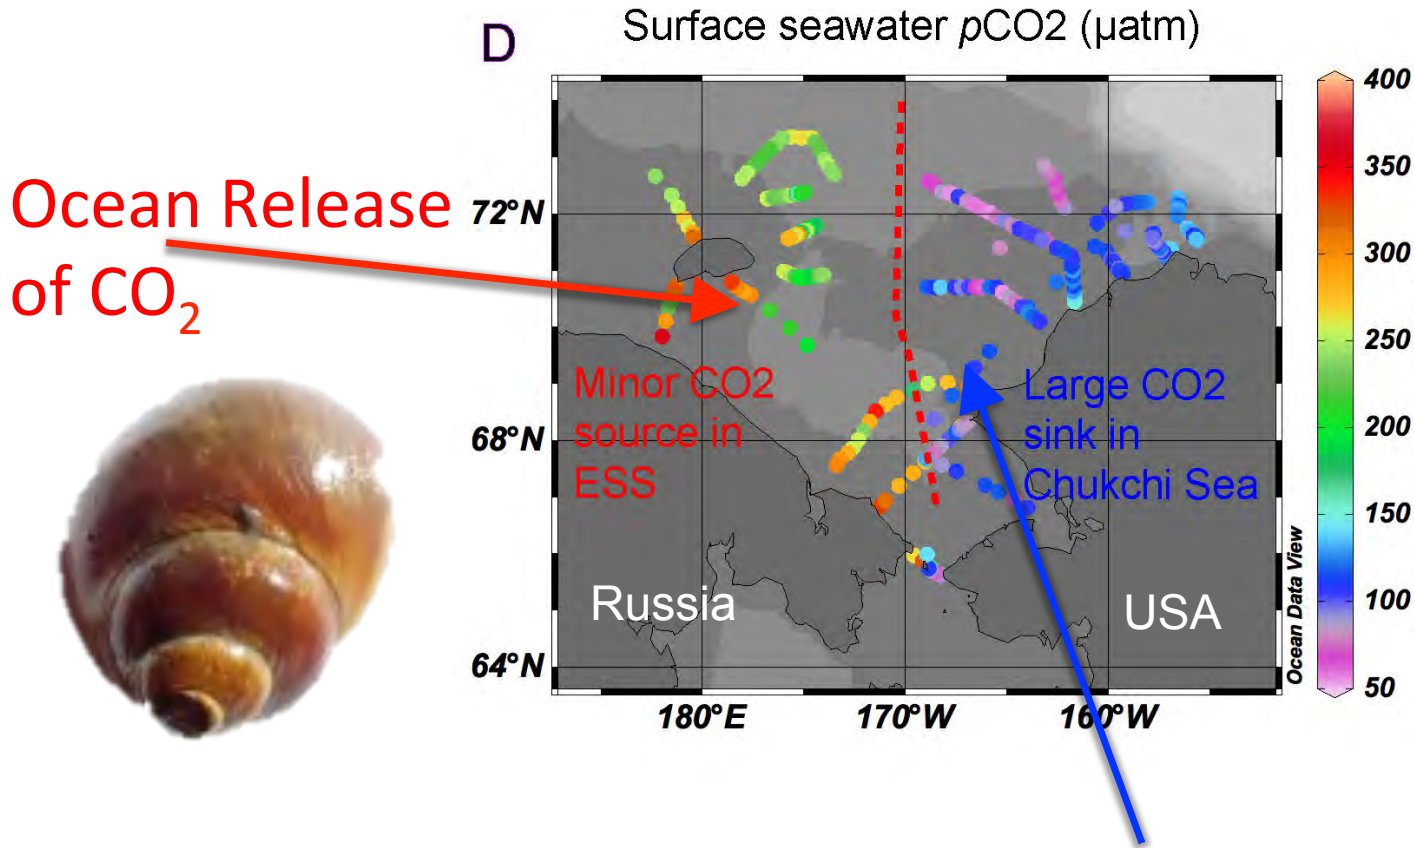 D
Surface seawater pCO2 (µatm)
Ocean Release
of CO2
72°N
68°N
64°N
180°E
170°W
160°W
Minor CO2
source in
ESS
Large CO2
sink in
Chukchi Sea
Russia
USA
Ocean Data View
400
350
300
250
200
150
100
50